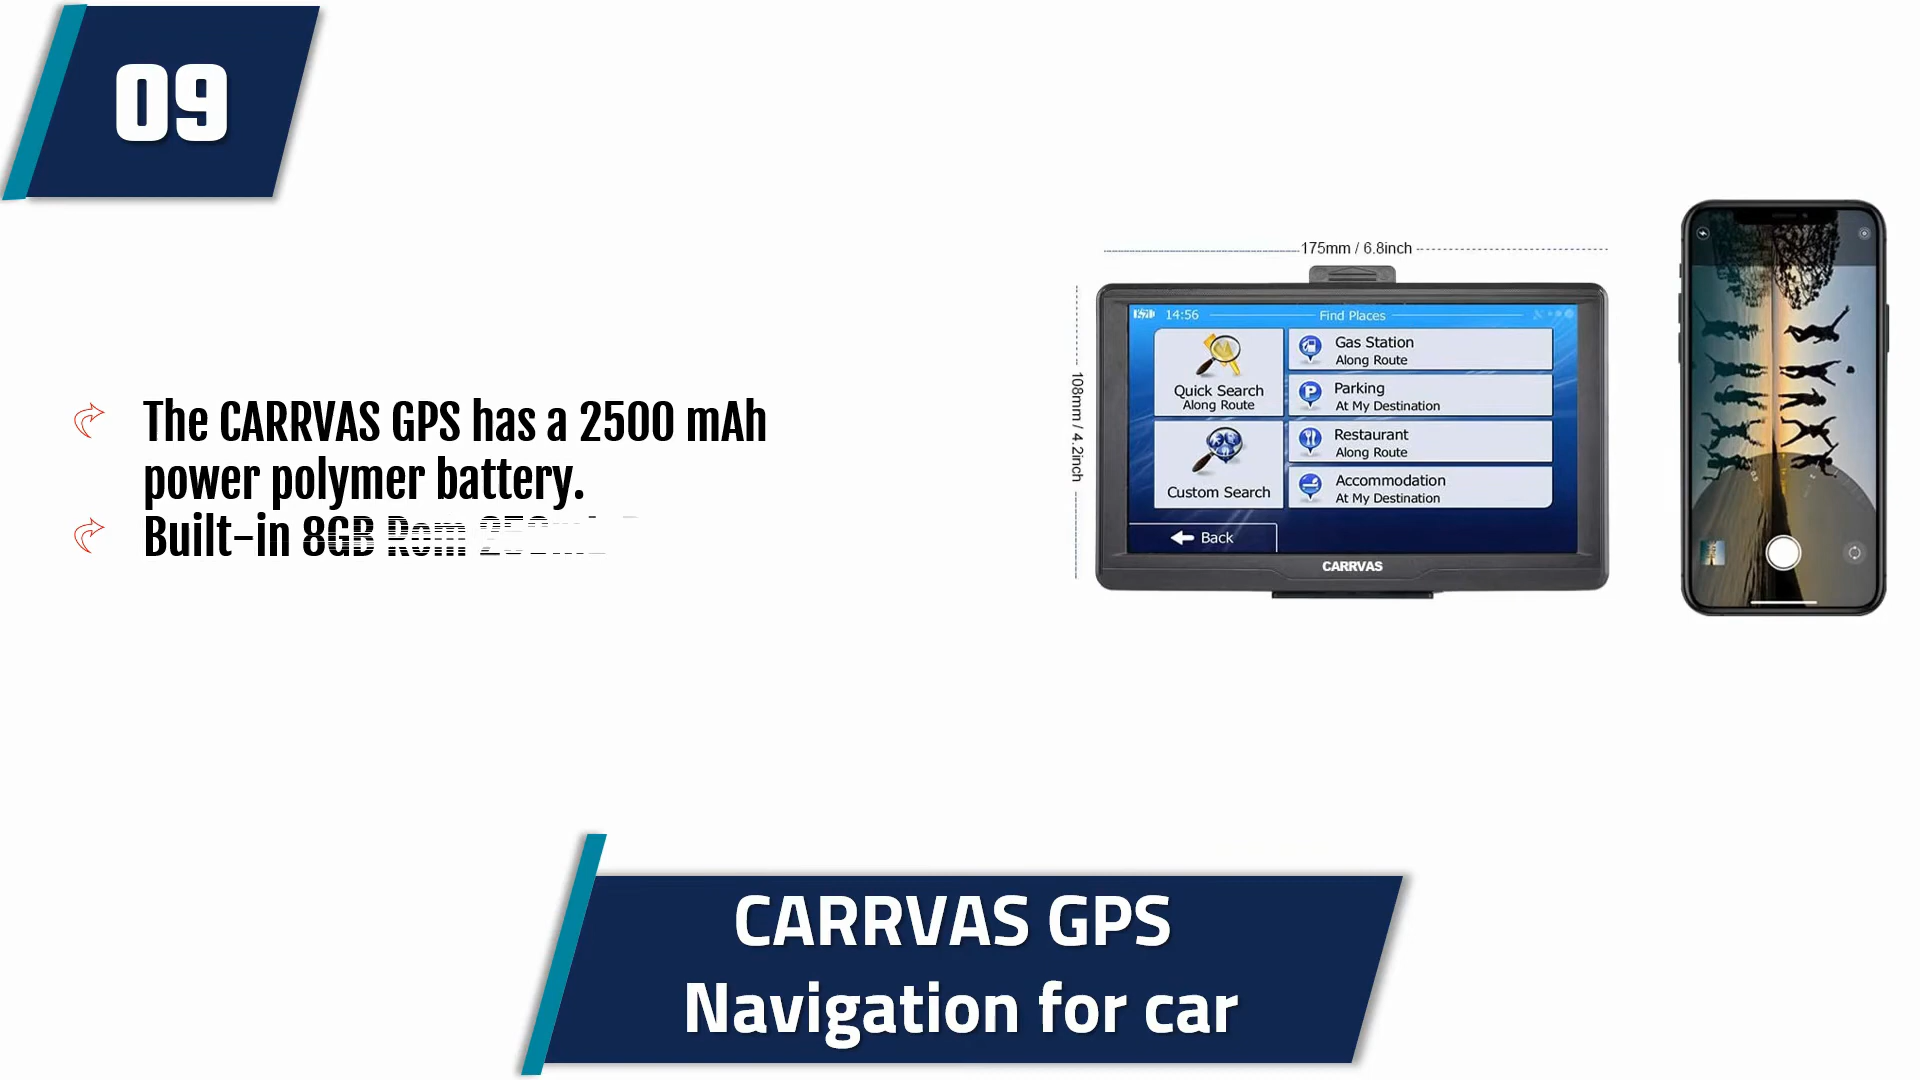 09
175mm / 6.8inch
108mm / 4.2inch
14:56
Find Places
Quick Search
Along Route
Custom Search
Gas Station
Along Route
Parking
At My Destination
Restaurant
Along Route
Accommodation
At My Destination
Back
CARRVAS
The CARRVAS GPS has a 2500 mAh
power polymer battery.
Built-in 8GB Rom
CARRVAS GPS
Navigation for car